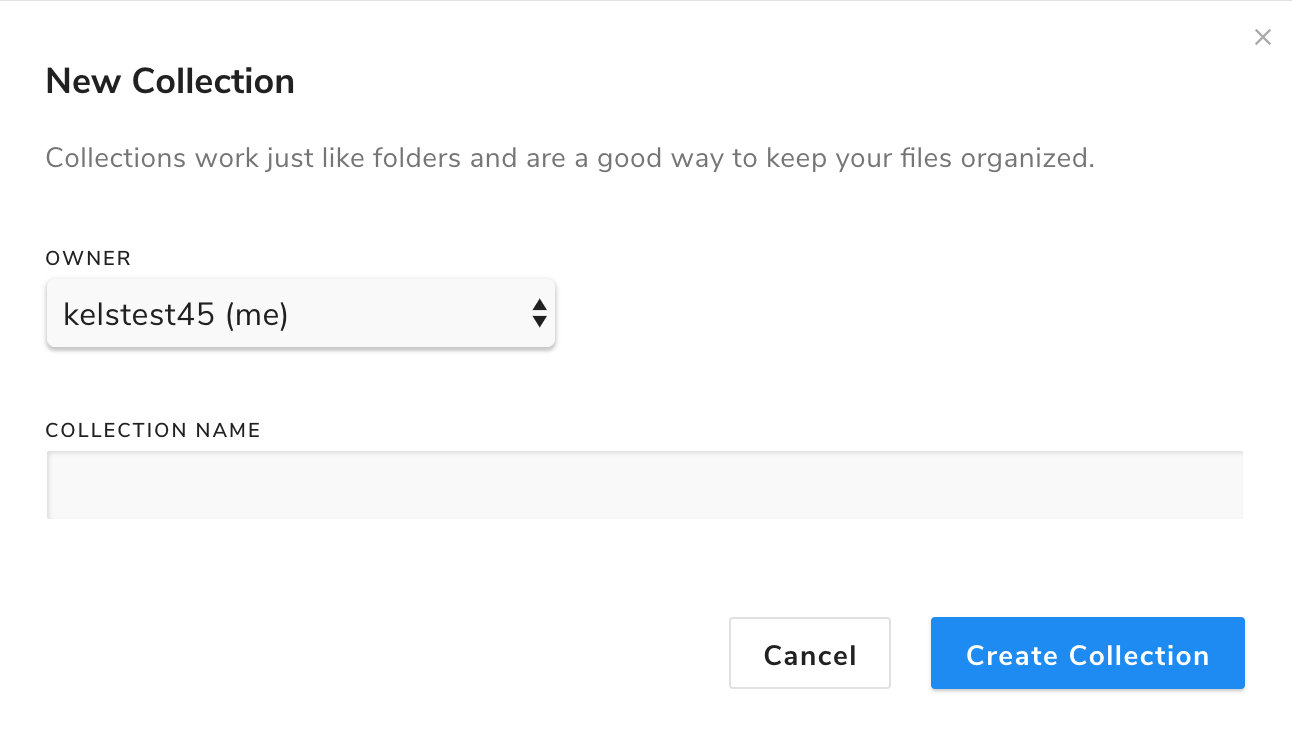 New Collection
Collections work just like folders and are a good way to keep your files organized.
OWNER
kelstest45 (me)
COLLECTION NAME
Cancel
Create Collection